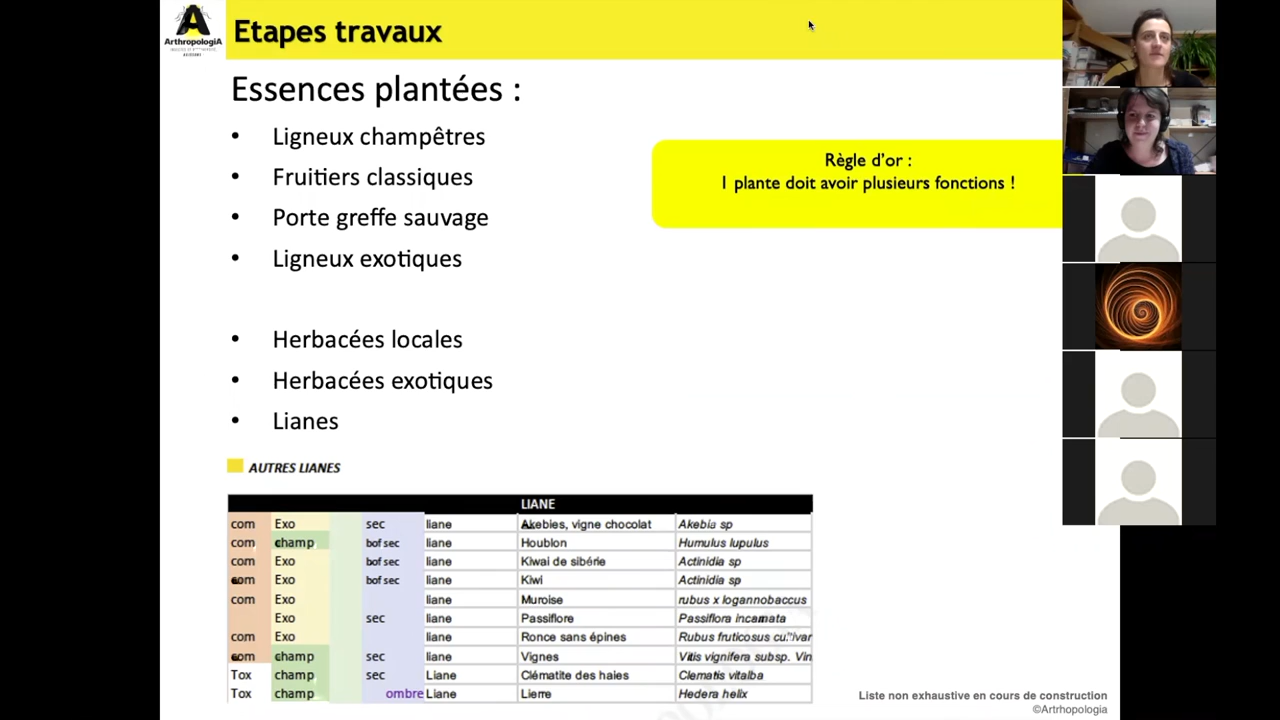 ArthropologiA
Etapes travaux
Essences plantées :
• Ligneux champêtres
• Fruitiers classiques
• Porte greffe sauvage
• Ligneux exotiques
Règle d'or :
1 plante doit avoir plusieurs fonctions !
• Herbacées locales
• Herbacées exotiques
• Lianes
AUTRES LIANES
LIANE
com Exo sec liane Akebies, vigne chocolat Akebia sp
com champ bof sec liane Houblon Humulus lupulus
com Exo bof sec liane Kiwai de sibérie Actinidia sp
com Exo bof sec liane Kiwi Actinidia sp
com Exo liane Muroise rubus x logannobaccus
Exo sec liane Passiflore Passiflora incarnata
com Exo liane Ronce sans épines Rubus fruticosus cultivar
com champ sec liane Vignes Vitis vignifera subsp. Vin
Tox champ sec Liane Clématite des haies Clematis vitalba
Tox champ ombre Liane Lierre Hedera helix
Liste non exhaustive en cours de construction
©Artrhopologia